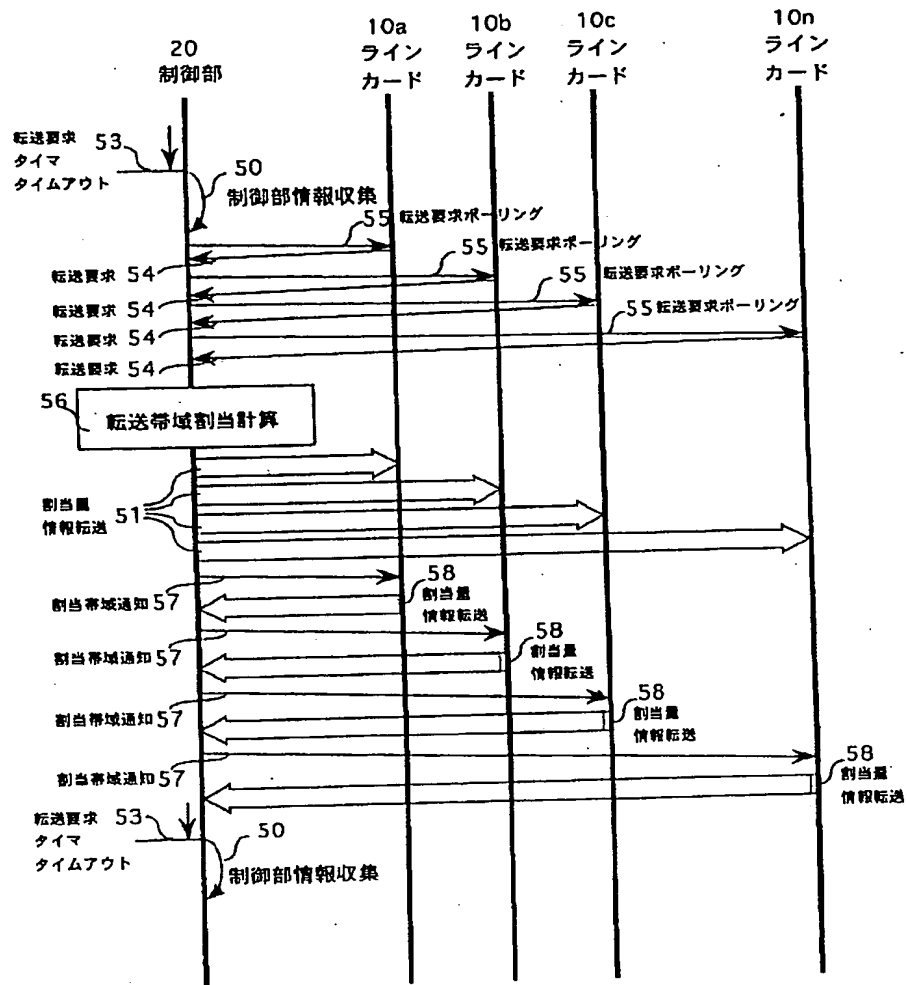 20
制御部
10a
ライン
カード
10b
ライン
カード
10c
ライン
カード
10n
ライン
カード
転送要求 53
タイマ
タイムアウト
50
制御部情報収集
55 転送要求ポーリング
転送要求 54
55 転送要求ポーリング
転送要求 54
55 転送要求ポーリング
転送要求 54
55 転送要求ポーリング
転送要求 54
56
転送帯域割当計算
割当量
情報転送 51
割当帯域通知 57
58
割当量
情報転送
割当帯域通知 57
58
割当量
情報転送
割当帯域通知 57
58
割当量
情報転送
割当帯域通知 57
58
割当量
情報転送
転送要求 53
タイマ
タイムアウト
50
制御部情報収集